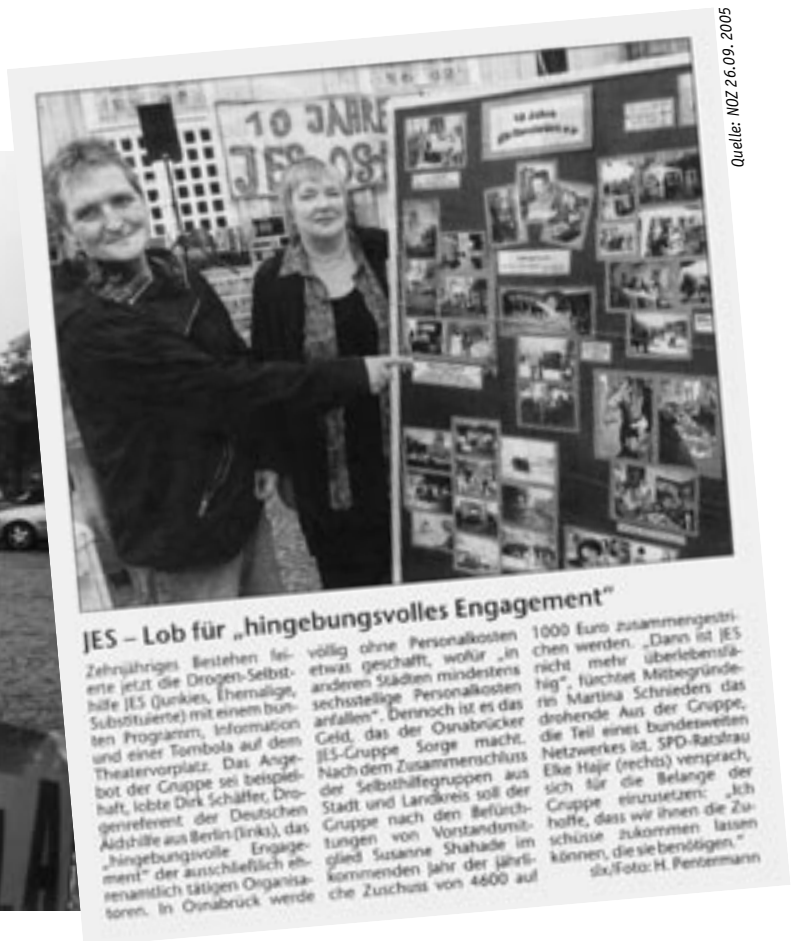 Quelle: NOZ 26.09. 2005
10 JAHRE
JES-OS
10 Jahre
JES – Lob für „hingebungsvolles Engagement“
Zehnjähriges Bestehen fei-
erte jetzt die Drogen-Selbst-
hilfe JES (Junkies, Ehemalige,
Substituierte) mit einem bun-
ten Programm, Information
und einer Tombola auf dem
Theatervorplatz. Das Ange-
bot der Gruppe sei beispiel-
haft, lobte Dirk Schäffer, Dro-
genreferent der Deutschen
Aidshilfe aus Berlin (links), das
„hingebungsvolle Engage-
ment“ der ausschließlich eh-
renamtlich tätigen Organisa-
toren. In Osnabrück werde
völlig ohne Personalkosten
etwas geschafft, wofür „in
anderen Städten mindestens
sechsstellige Personalkosten
anfallen“. Dennoch ist es das
Geld, das der Osnabrücker
JES-Gruppe Sorge macht.
Nach dem Zusammenschluss
der Selbsthilfegruppen aus
Stadt und Landkreis soll der
Gruppe nach den Befürch-
tungen von Vorstandsmit-
glied Susanne Shahade im
kommenden Jahr der jährli-
che Zuschuss von 4600 auf
1000 Euro zusammengestri-
chen werden. „Dann ist JES
nicht mehr überlebensfä-
hig“, fürchtet Mitbegründe-
rin Martina Schnieders das
drohende Aus der Gruppe,
die Teil eines bundesweiten
Netzwerkes ist. SPD-Ratsfrau
Elke Hajir (rechts) versprach,
sich für die Belange der
Gruppe einzusetzen: „Ich
hoffe, dass wir ihnen die Zu-
schüsse zukommen lassen
können, die sie benötigen.“
slx/Foto: H. Pentermann